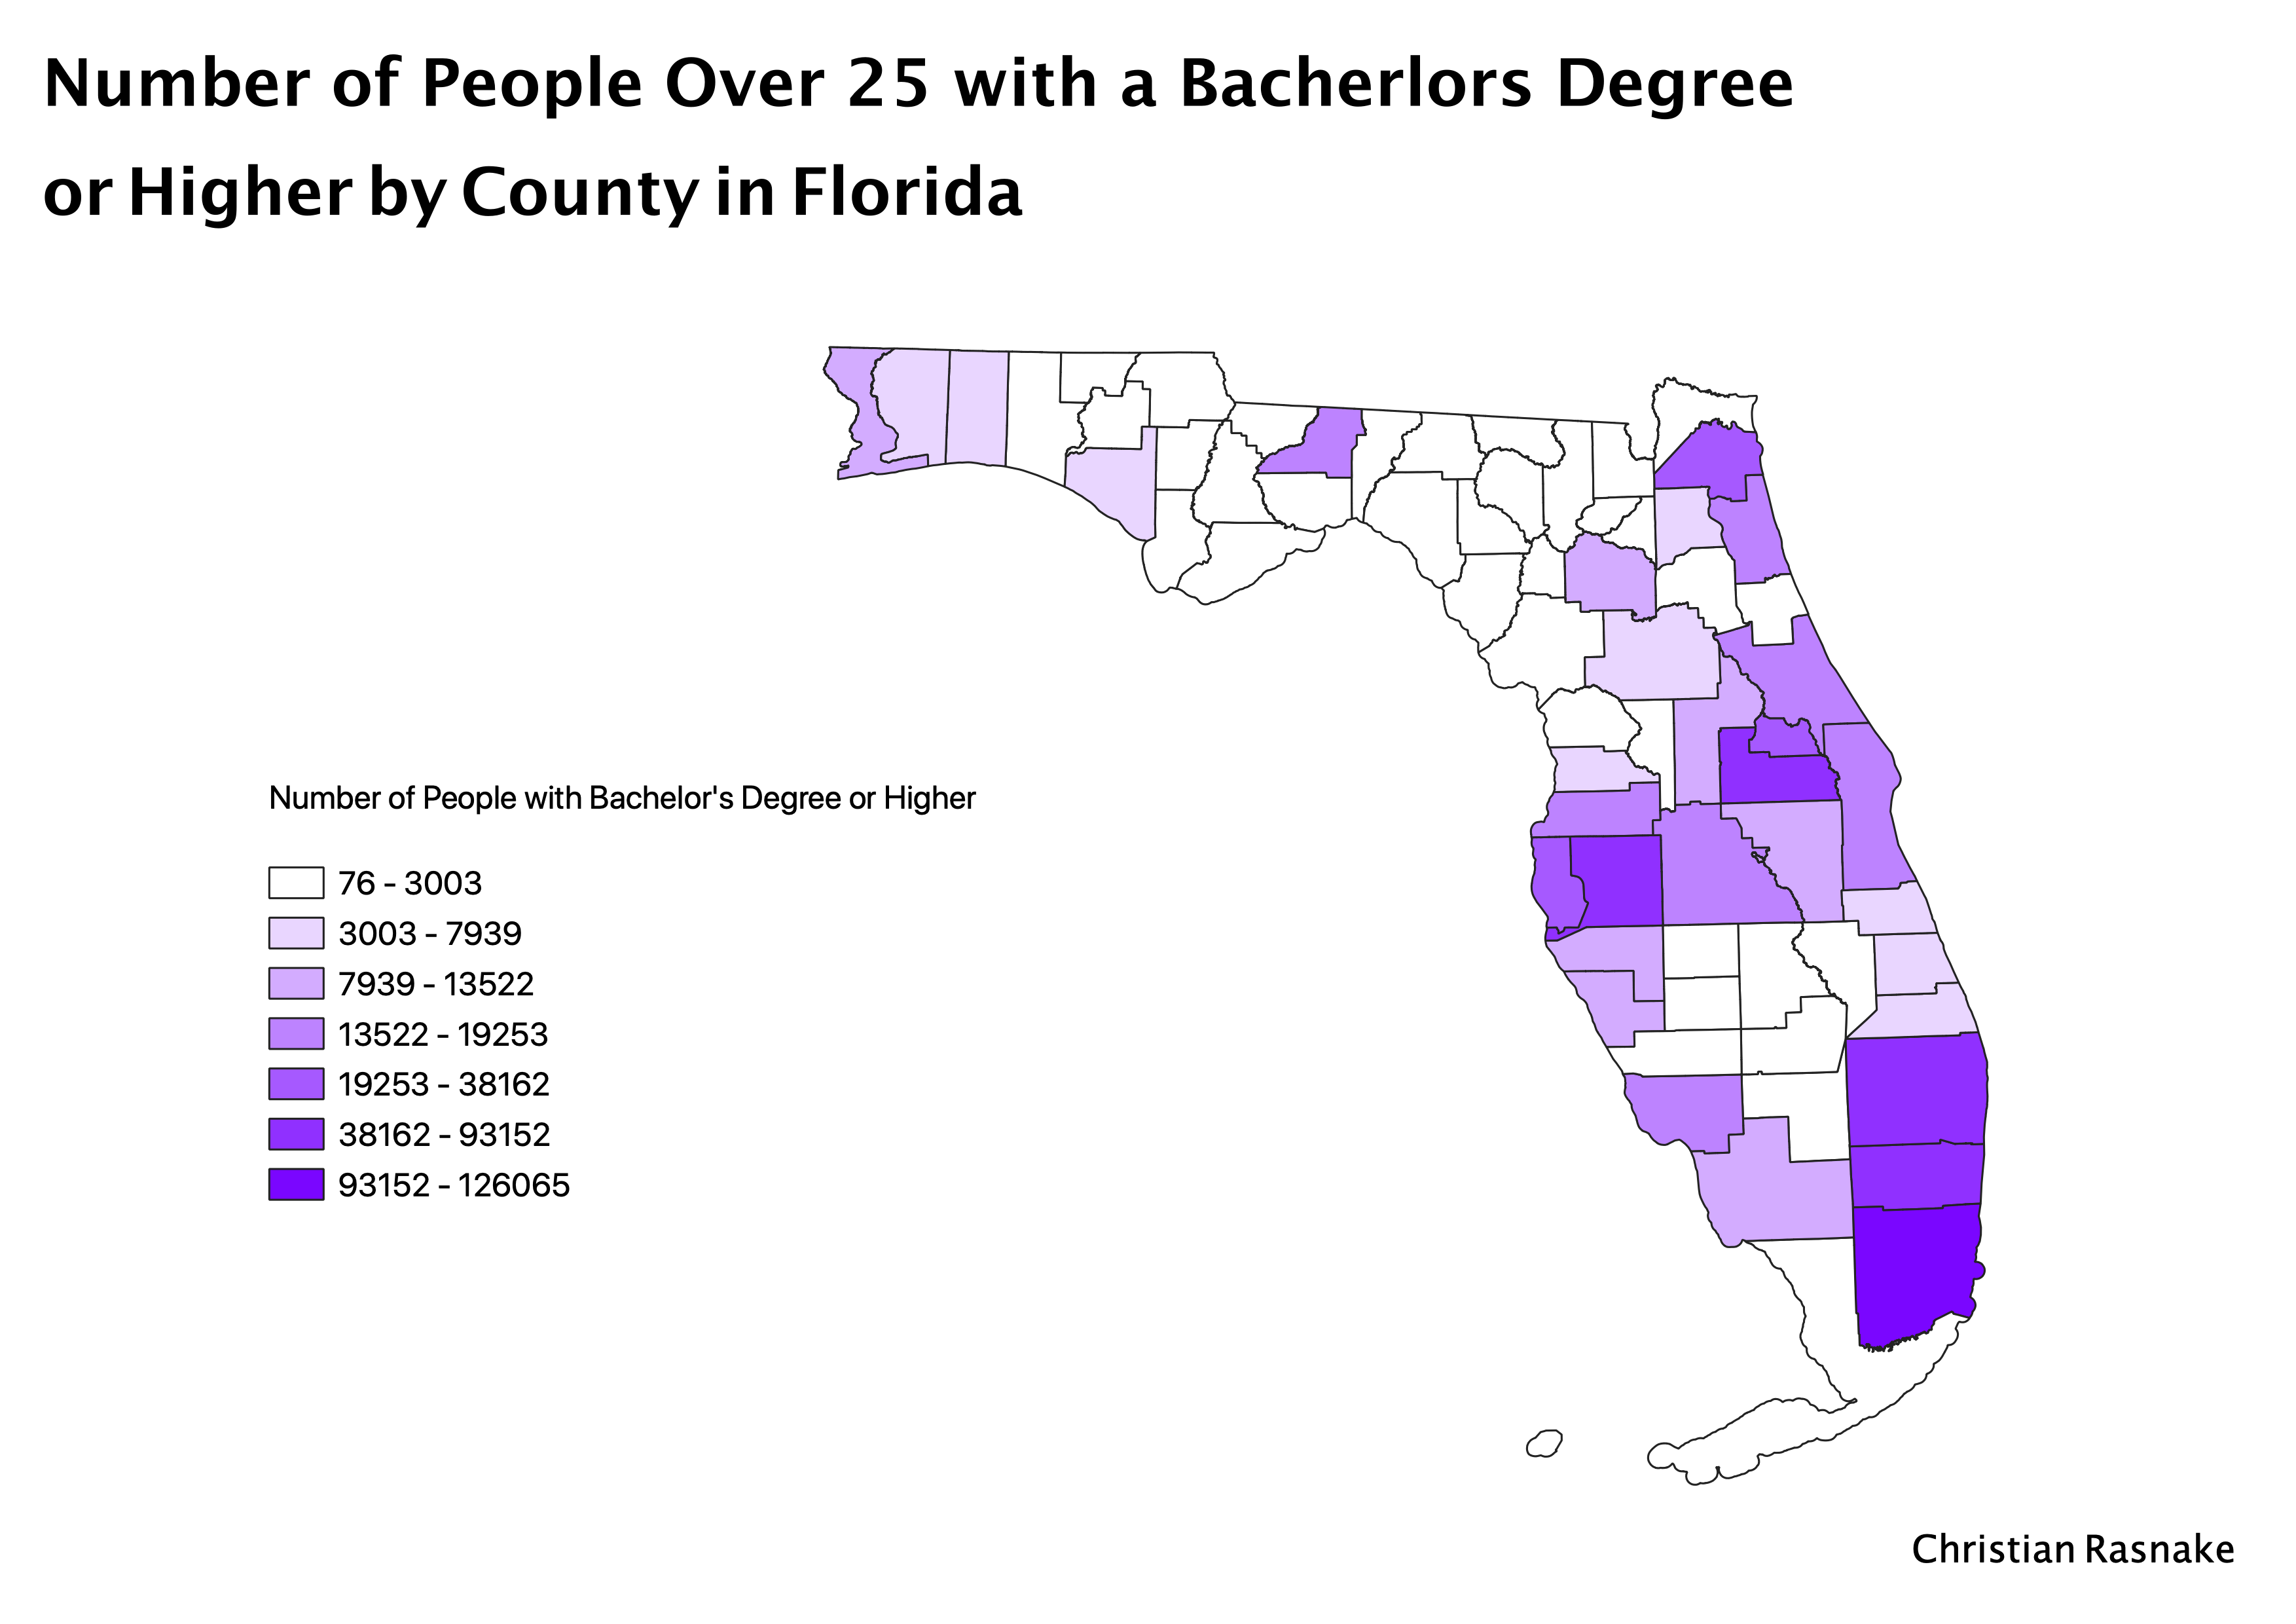 Number of People Over 25 with a Bacherlors Degree
or Higher by County in Florida
Number of People with Bachelor's Degree or Higher
76 - 3003
3003 - 7939
7939 - 13522
13522 - 19253
19253 - 38162
38162 - 93152
93152 - 126065
Christian Rasnake